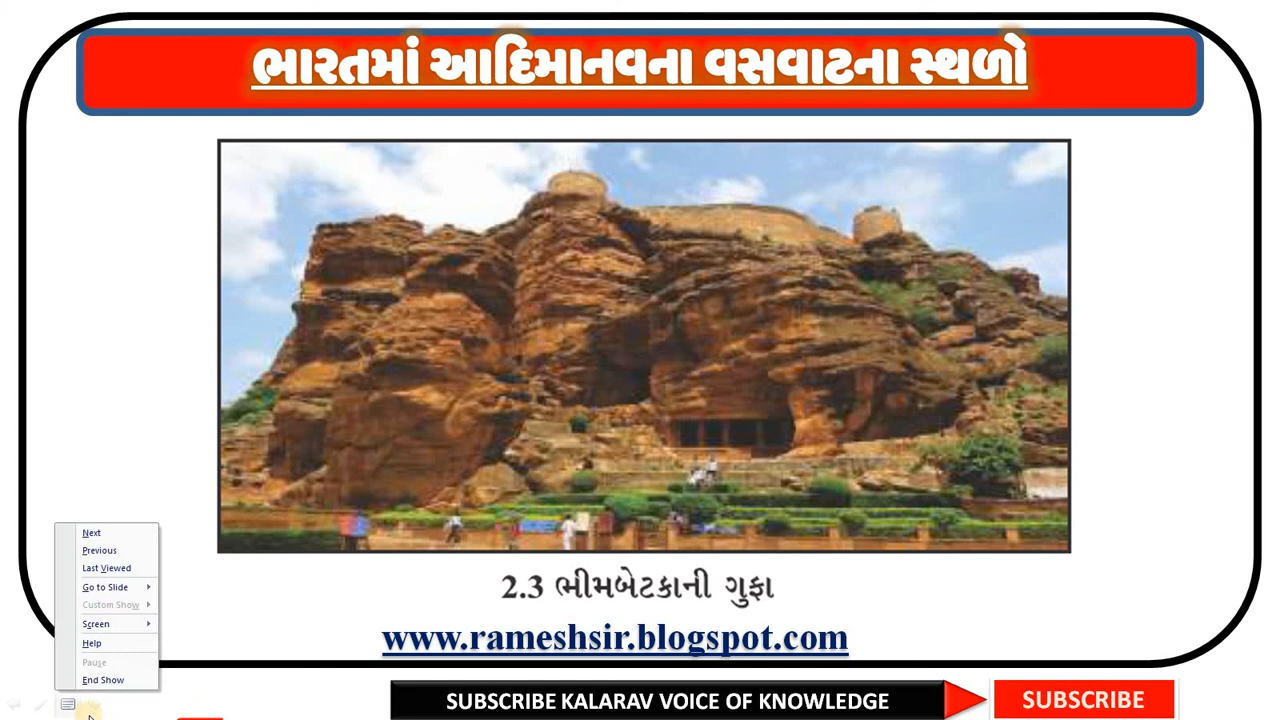 ભારતમાં આદિમાનવના વસવાટના સ્થળો
2.3 ભીમબેટકાની ગુફા
www.rameshsir.blogspot.com
Next
Previous
Last Viewed
Go to Slide
Custom Show
Screen
Help
Pause
End Show
SUBSCRIBE KALARAV VOICE OF KNOWLEDGE
SUBSCRIBE